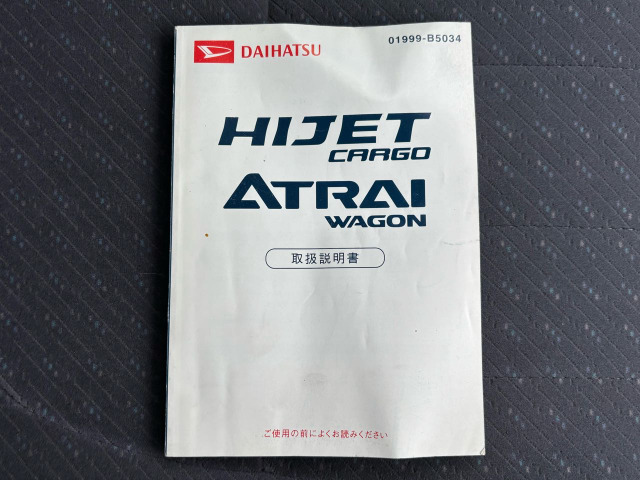 DAIHATSU
01999-B5034
HIJET
CARGO
ATRAI
WAGON
取扱説明書
ご使用の前によくお読みください